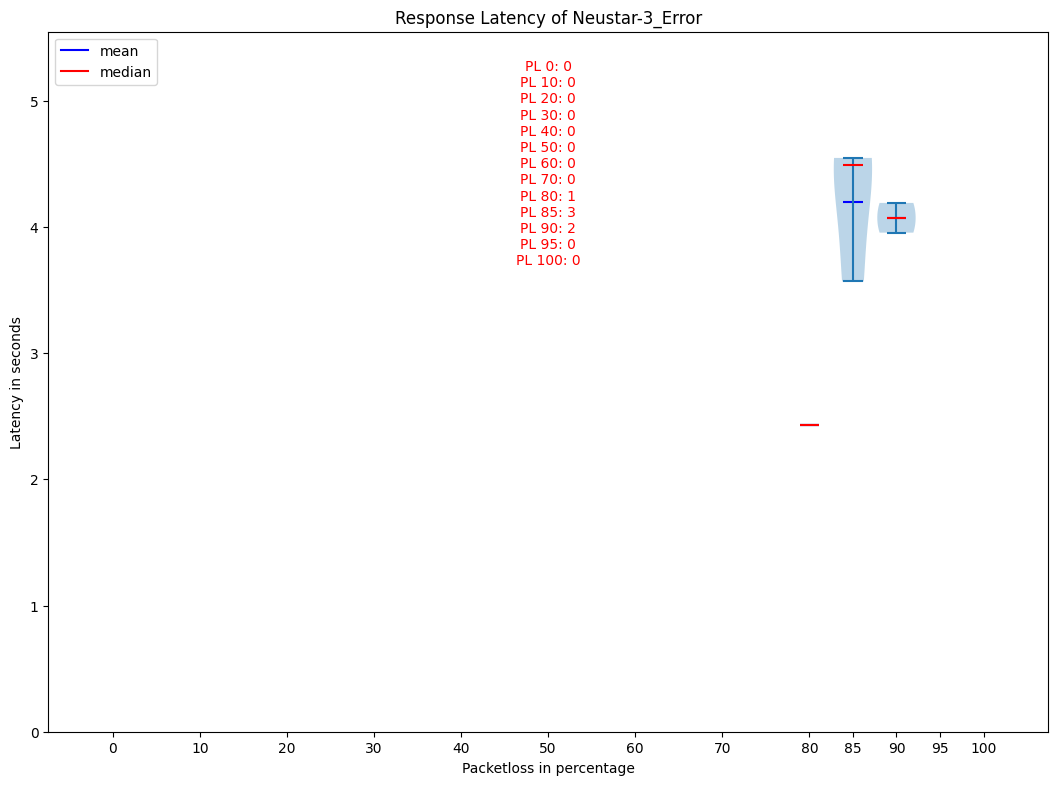 Response Latency of Neustar-3_Error
mean
median
PL 0: 0
PL 10: 0
PL 20: 0
PL 30: 0
PL 40: 0
PL 50: 0
PL 60: 0
PL 70: 0
PL 80: 1
PL 85: 3
PL 90: 2
PL 95: 0
PL 100: 0
Latency in seconds
5
4
3
2
1
0
0 10 20 30 40 50 60 70 80 85 90 95 100
Packetloss in percentage